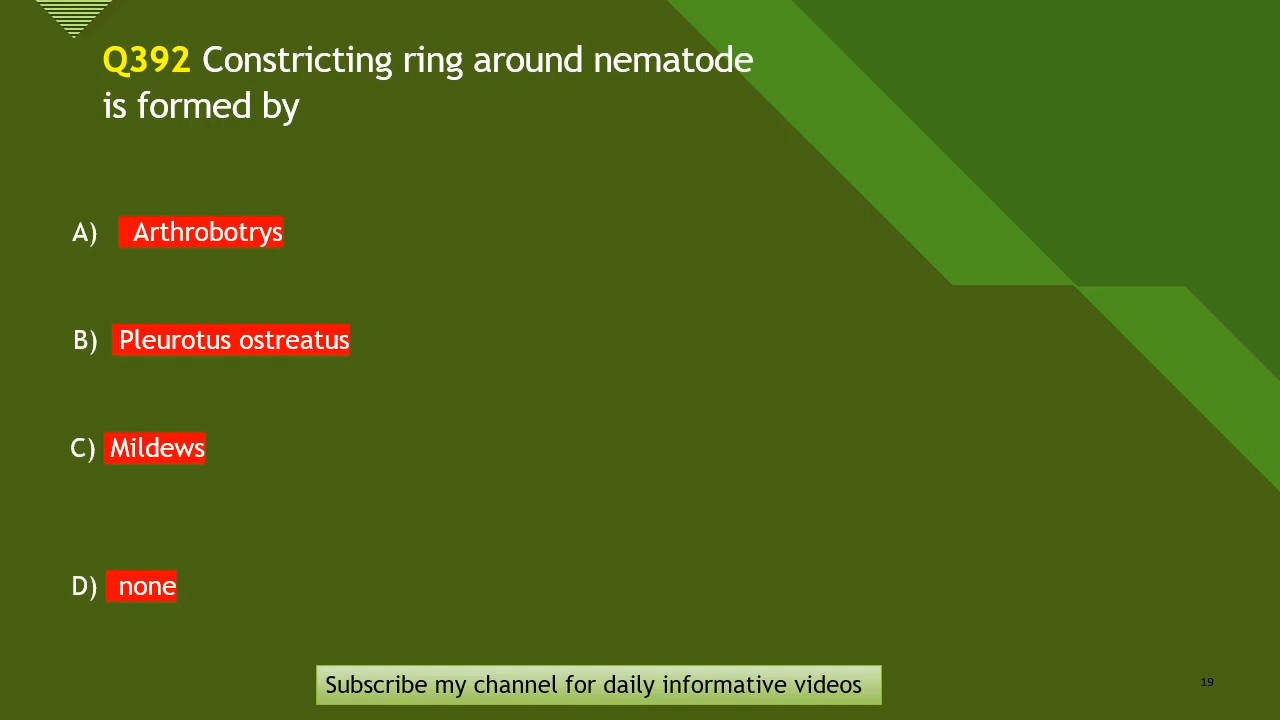 Q392 Constricting ring around nematode
is formed by
A) Arthrobotrys
B) Pleurotus ostreatus
C) Mildews
D) none
Subscribe my channel for daily informative videos
19